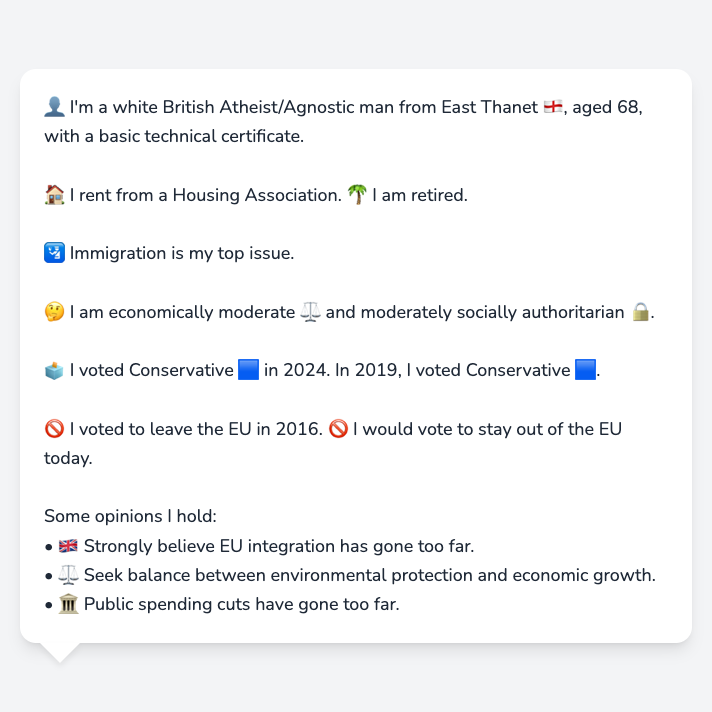 👤 I'm a white British Atheist/Agnostic man from East Thanet 🏴󠁧󠁢󠁥󠁮󠁧󠁿, aged 68,
with a basic technical certificate.
🏠 I rent from a Housing Association. 🌴 I am retired.
🛂 Immigration is my top issue.
🤔 I am economically moderate ⚖️ and moderately socially authoritarian 🔒.
🗳️ I voted Conservative 🟦 in 2024. In 2019, I voted Conservative 🟦.
🚫 I voted to leave the EU in 2016. 🚫 I would vote to stay out of the EU
today.
Some opinions I hold:
• 🇬🇧 Strongly believe EU integration has gone too far.
• ⚖️ Seek balance between environmental protection and economic growth.
• 🏛️ Public spending cuts have gone too far.